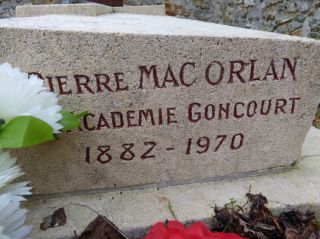 PIERRE MAC ORLAN
ACADÉMIE GONCOURT
1882 - 1970